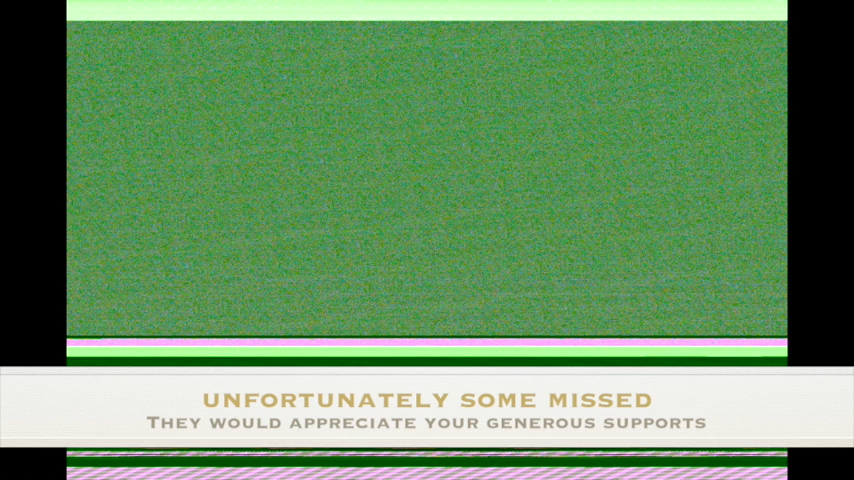 UNFORTUNATELY SOME MISSED
THEY WOULD APPRECIATE YOUR GENEROUS SUPPORTS